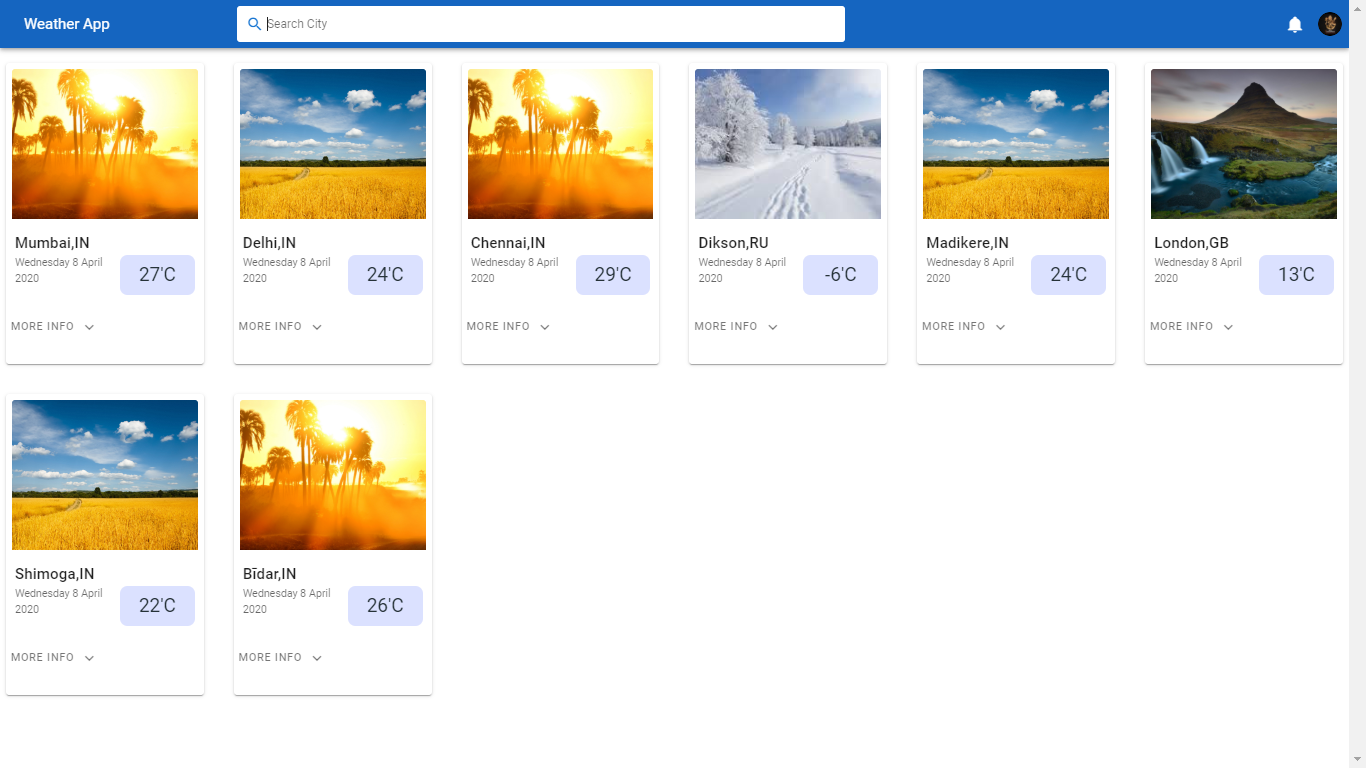 Weather App
Search City
Mumbai,IN
Wednesday 8 April
2020
27'C
MORE INFO
Delhi,IN
Wednesday 8 April
2020
24'C
MORE INFO
Chennai,IN
Wednesday 8 April
2020
29'C
MORE INFO
Dikson,RU
Wednesday 8 April
2020
-6'C
MORE INFO
Madikere,IN
Wednesday 8 April
2020
24'C
MORE INFO
London,GB
Wednesday 8 April
2020
13'C
MORE INFO
Shimoga,IN
Wednesday 8 April
2020
22'C
MORE INFO
Bīdar,IN
Wednesday 8 April
2020
26'C
MORE INFO